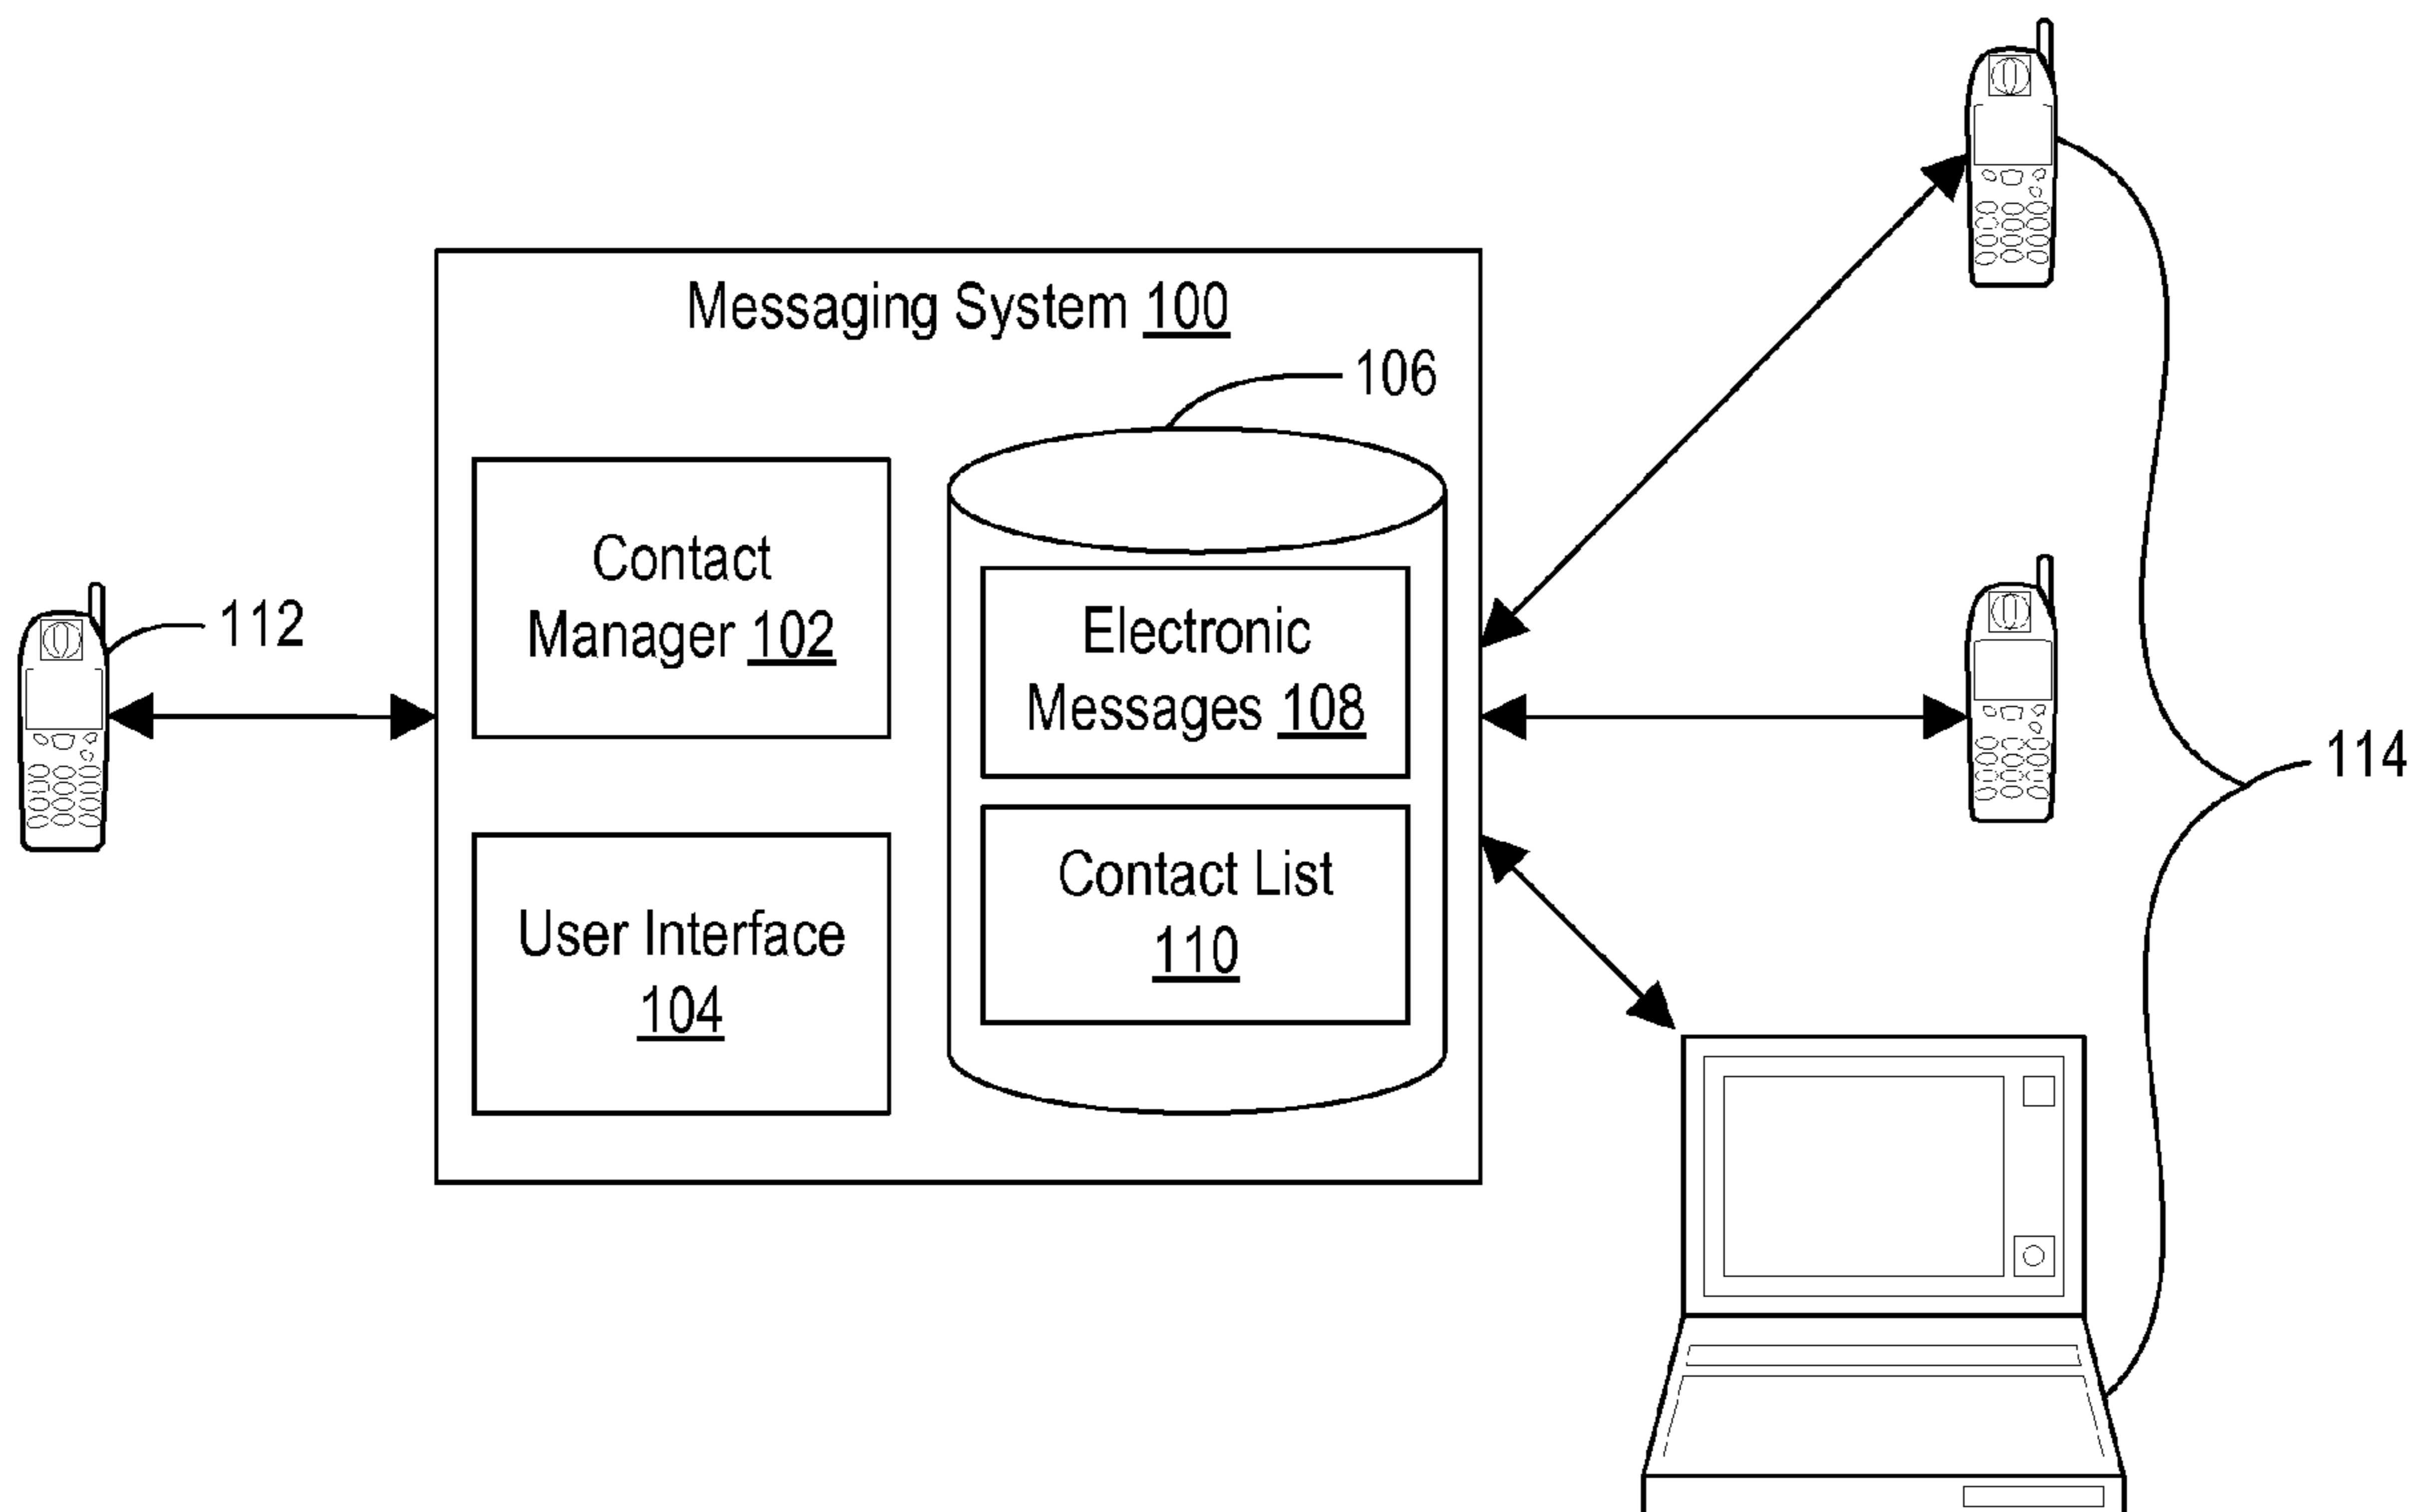 Messaging System 100
106
Contact
Manager 102
Electronic
Messages 108
112
114
Contact List
110
User Interface
104